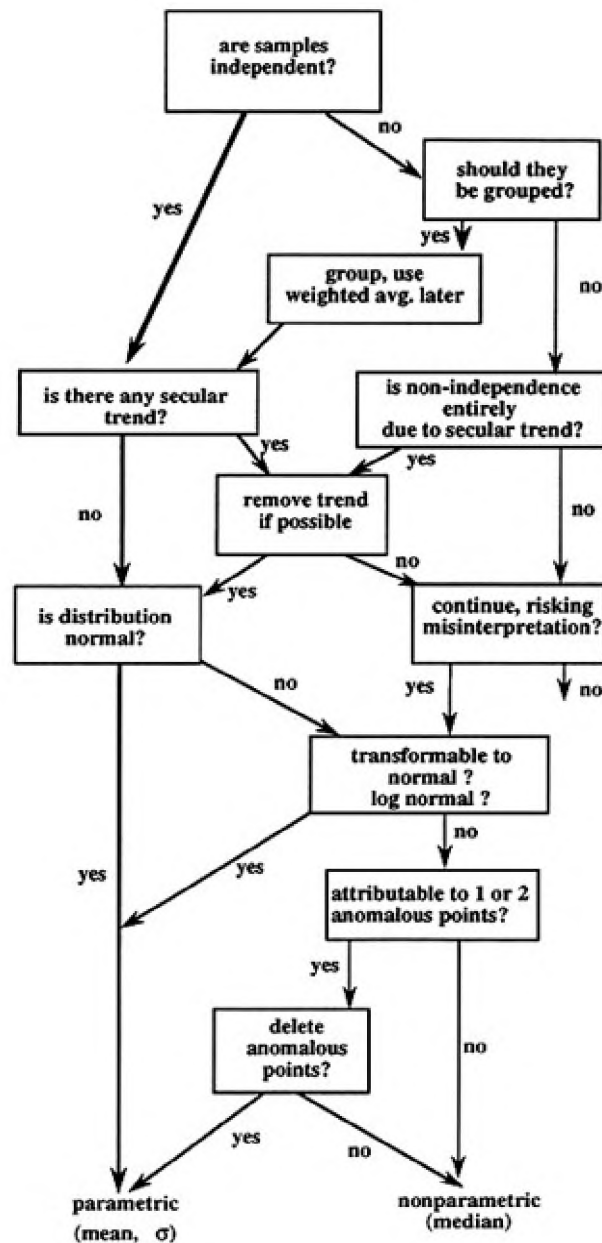 are samples
independent?
no
should they
be grouped?
yes
yes
group, use
weighted avg. later
no
is there any secular
trend?
is non-independence
entirely
due to secular trend?
yes
yes
remove trend
if possible
no
no
yes
no
is distribution
normal?
continue, risking
misinterpretation?
no
yes
no
transformable to
normal ?
log normal ?
yes
yes
no
attributable to 1 or 2
anomalous points?
yes
delete
anomalous
points?
no
yes
no
parametric
(mean, σ)
nonparametric
(median)